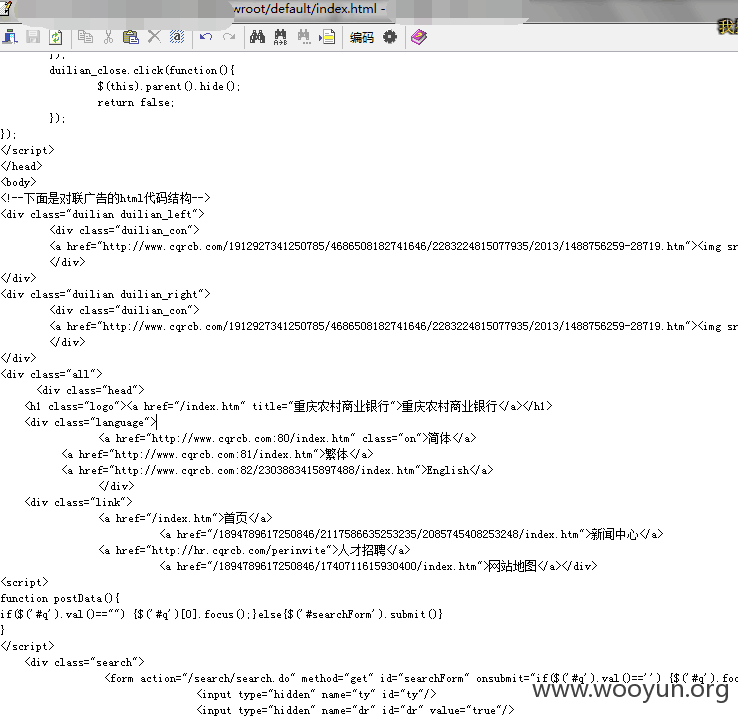 wroot/default/index.html -
编码
});
duilian_close.click(function(){
$(this).parent().hide();
return false;
});
});
</script>
</head>
<body>
<!--下面是对联广告的html代码结构-->
<div class="duilian duilian_left">
<div class="duilian_con">
<a href="http://www.cqrcb.com/1912927341250785/4686508182741646/2283224815077935/2013/1488756259-28719.htm"><img sr
</div>
</div>
<div class="duilian duilian_right">
<div class="duilian_con">
<a href="http://www.cqrcb.com/1912927341250785/4686508182741646/2283224815077935/2013/1488756259-28719.htm"><img sr
</div>
</div>
<div class="all">
<div class="head">
<h1 class="logo"><a href="/index.htm" title="重庆农村商业银行">重庆农村商业银行</a></h1>
<div class="language">
<a href="http://www.cqrcb.com:80/index.htm" class="on">简体</a>
<a href="http://www.cqrcb.com:81/index.htm">繁体</a>
<a href="http://www.cqrcb.com:82/2303883415897488/index.htm">English</a>
</div>
<div class="link">
<a href="/index.htm">首页</a>
<a href="/1894789617250846/2117586635253235/2085745408253248/index.htm">新闻中心</a>
<a href="http://hr.cqrcb.com/perinvite">人才招聘</a>
<a href="/1894789617250846/1740711615930400/index.htm">网站地图</a></div>
<script>
function postData(){
if($('#q').val()=="") {$('#q')[0].focus();}else{$('#searchForm').submit()}
}
</script>
<div class="search">
<form action="/search/search.do" method="get" id="searchForm" onsubmit="if($('#q').val()=='') {$('#q')[0].foc
<input type="hidden" name="ty" id="ty"/>
<input type="hidden" name="dr" id="dr" value="true"/>
www.wooyun.org